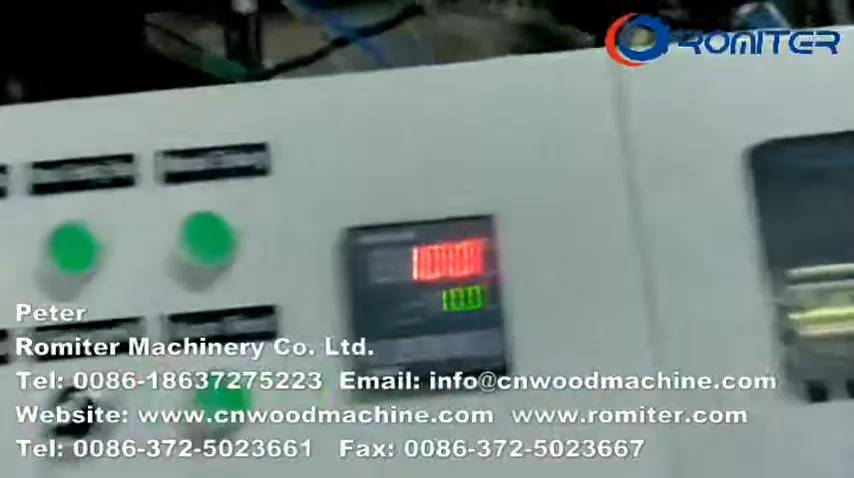 ROMITER
100
Peter
Romiter Machinery Co. Ltd.
Tel: 0086-18637275223 Email: info@cnwoodmachine.com
Website: www.cnwoodmachine.com www.romiter.com
Tel: 0086-372-5023661 Fax: 0086-372-5023667